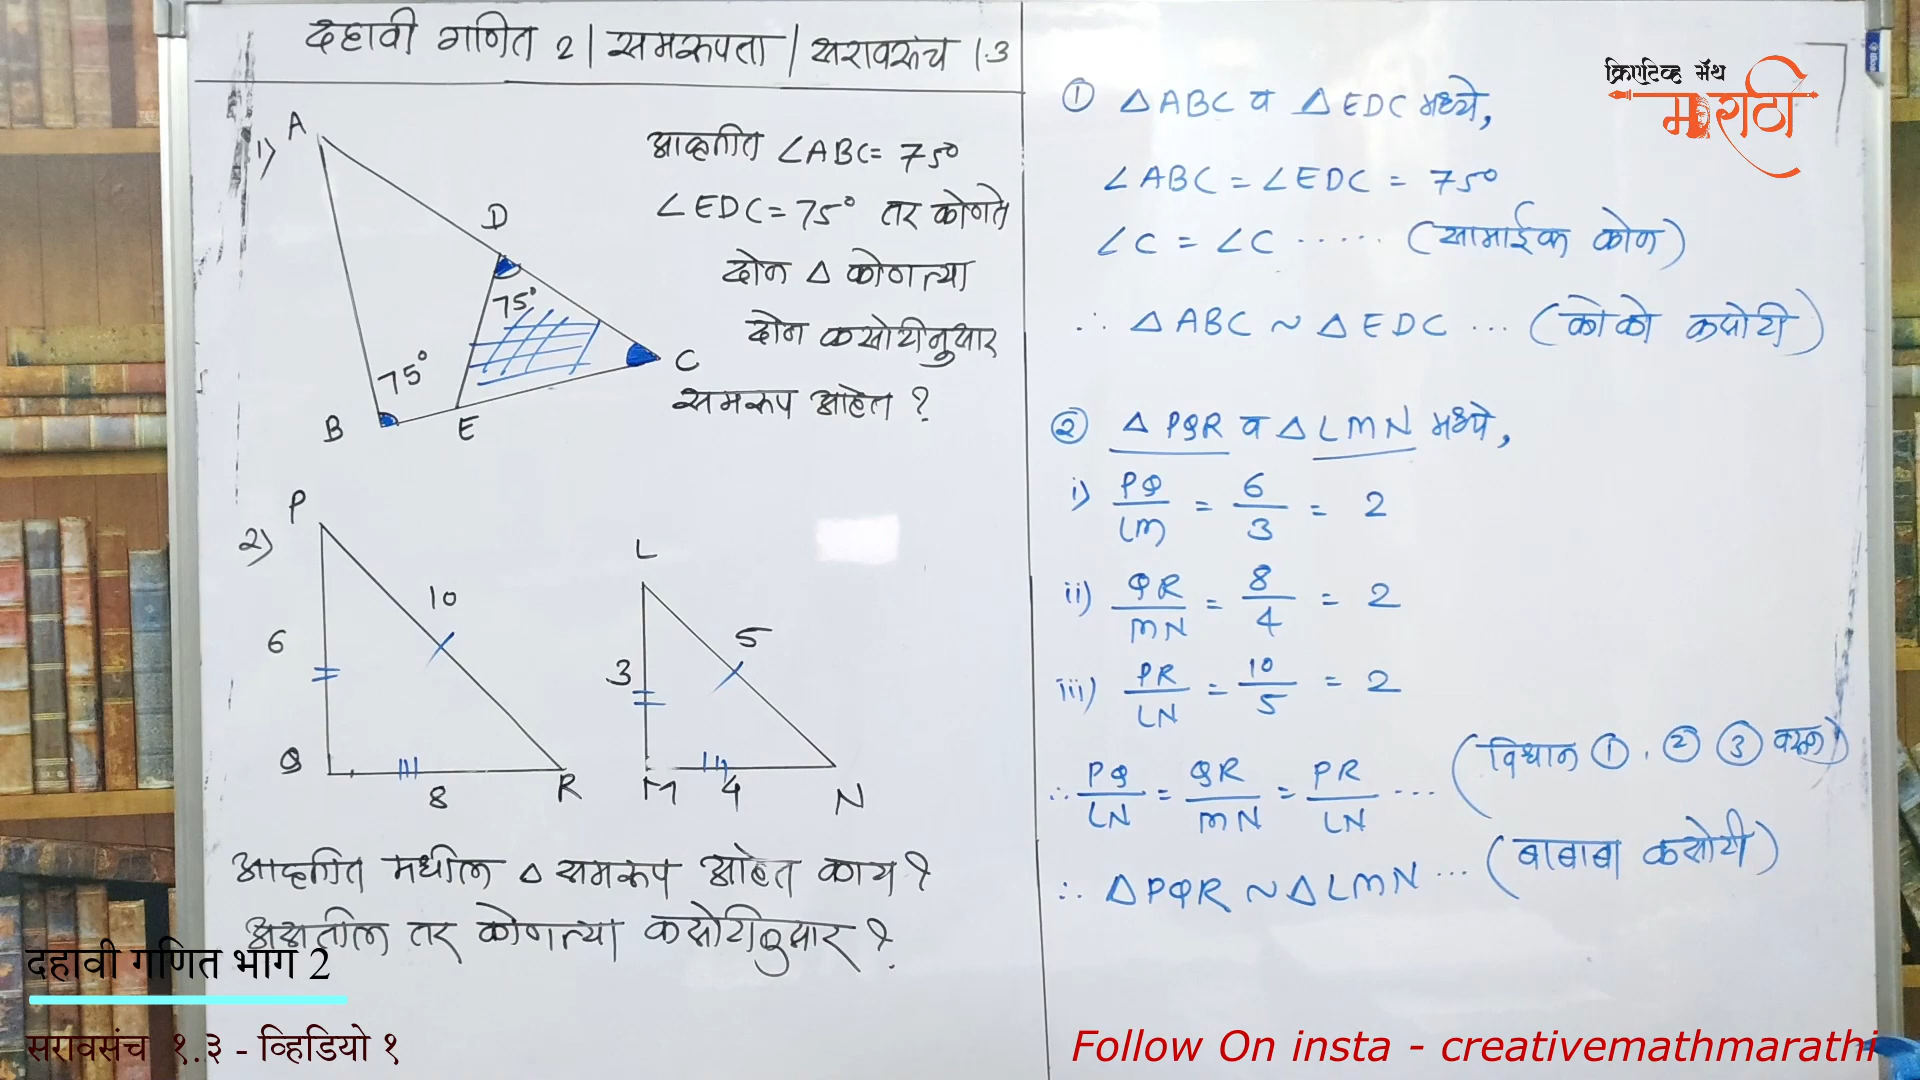 दहावी गणित 2 | समरूपता | सरावसंच 1.3
1)
A
D
75°
75°
B
E
C
आकृतीत ∠ABC = 75°
∠EDC = 75° तर कोणते
दोन △ कोणत्या
दोन कसोटीनुसार
समरूप आहेत ?
2)
P
6
10
Q
8
R
L
3
5
M
4
N
आकृतीत मधील △ समरूप आहेत काय ?
असतील तर कोणत्या कसोटीनुसार ?
① △ABC व △EDC मध्ये,
∠ABC = ∠EDC = 75°
∠C = ∠C ..... (सामाईक कोन)
∴ △ABC ~ △EDC ... (कोको कसोटी)
② △PQR व △LMN मध्ये,
i) PQ/LM = 6/3 = 2
ii) QR/MN = 8/4 = 2
iii) PR/LN = 10/5 = 2
∴ PQ/LN = QR/MN = PR/LN ... (विधान ①, ② ③ वरून)
∴ △PQR ~ △LMN ... (बाबाबा कसोटी)
क्रिएटिव्ह मॅथ
मराठी
दहावी गणित भाग 2
सरावसंच १.३ - व्हिडियो १
Follow On insta - creativemathmarathi